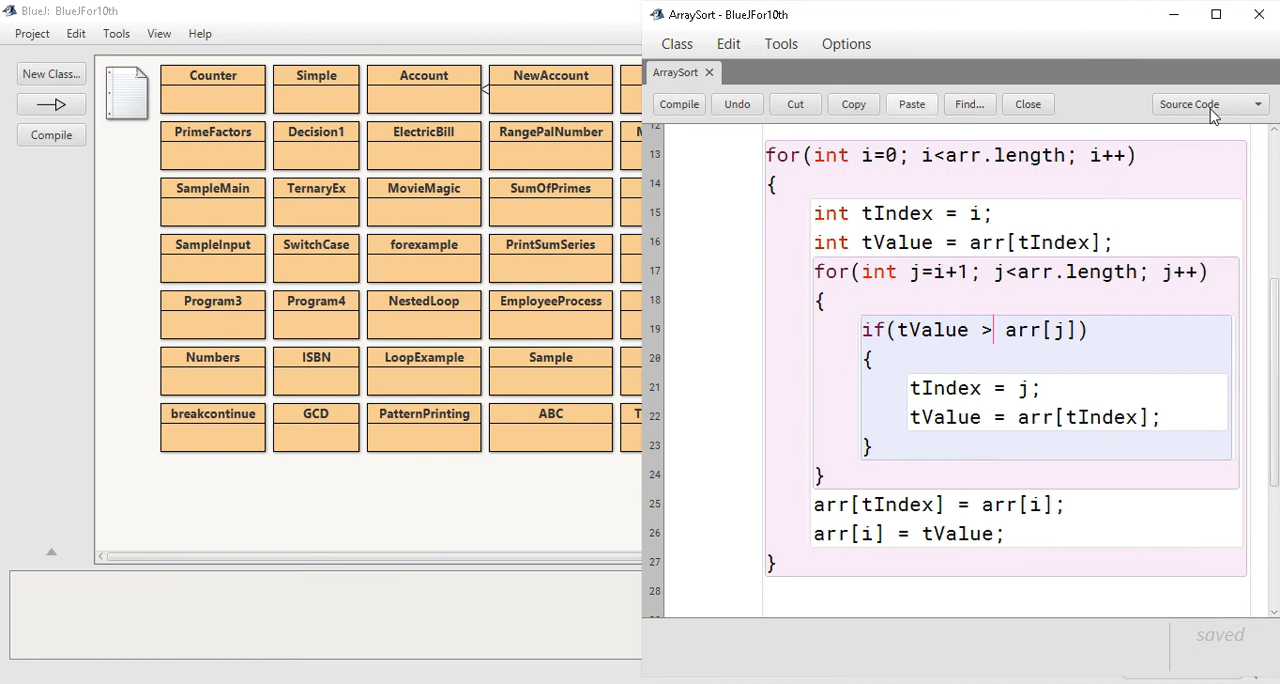 BlueJ: BlueJFor10th
Project Edit Tools View Help
New Class...
Compile
Counter Simple Account NewAccount
PrimeFactors Decision1 ElectricBill RangePalNumber
SampleMain TernaryEx MovieMagic SumOfPrimes
SampleInput SwitchCase forexample PrintSumSeries
Program3 Program4 NestedLoop EmployeeProcess
Numbers ISBN LoopExample Sample
breakcontinue GCD PatternPrinting ABC T
ArraySort - BlueJFor10th
Class Edit Tools Options
ArraySort
Compile Undo Cut Copy Paste Find... Close Source Code
12
13 for(int i=0; i<arr.length; i++)
14 {
15 int tIndex = i;
16 int tValue = arr[tIndex];
17 for(int j=i+1; j<arr.length; j++)
18 {
19 if(tValue > arr[j])
20 {
21 tIndex = j;
22 tValue = arr[tIndex];
23 }
24 }
25 arr[tIndex] = arr[i];
26 arr[i] = tValue;
27 }
28
saved